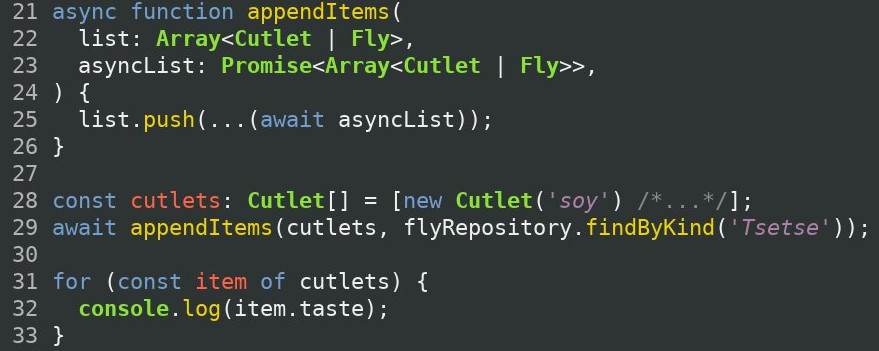 21 async function appendItems(
22   list: Array<Cutlet | Fly>,
23   asyncList: Promise<Array<Cutlet | Fly>>,
24 ) {
25   list.push(...(await asyncList));
26 }
27
28 const cutlets: Cutlet[] = [new Cutlet('soy') /*...*/];
29 await appendItems(cutlets, flyRepository.findByKind('Tsetse'));
30
31 for (const item of cutlets) {
32   console.log(item.taste);
33 }